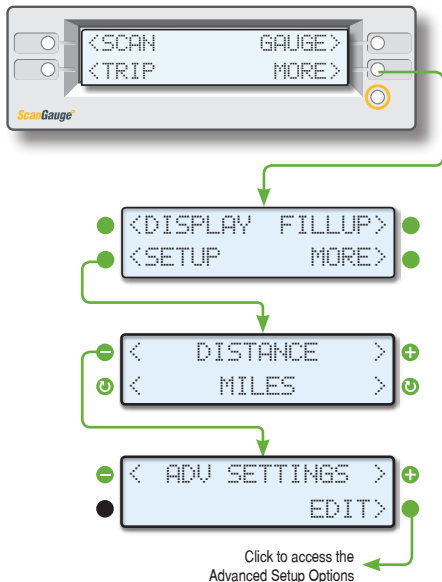 <SCAN GAUGE>
<TRIP MORE>
ScanGauge
<DISPLAY FILLUP>
<SETUP MORE>
< DISTANCE >
< MILES >
< ADV SETTINGS >
EDIT>
Click to access the
Advanced Setup Options